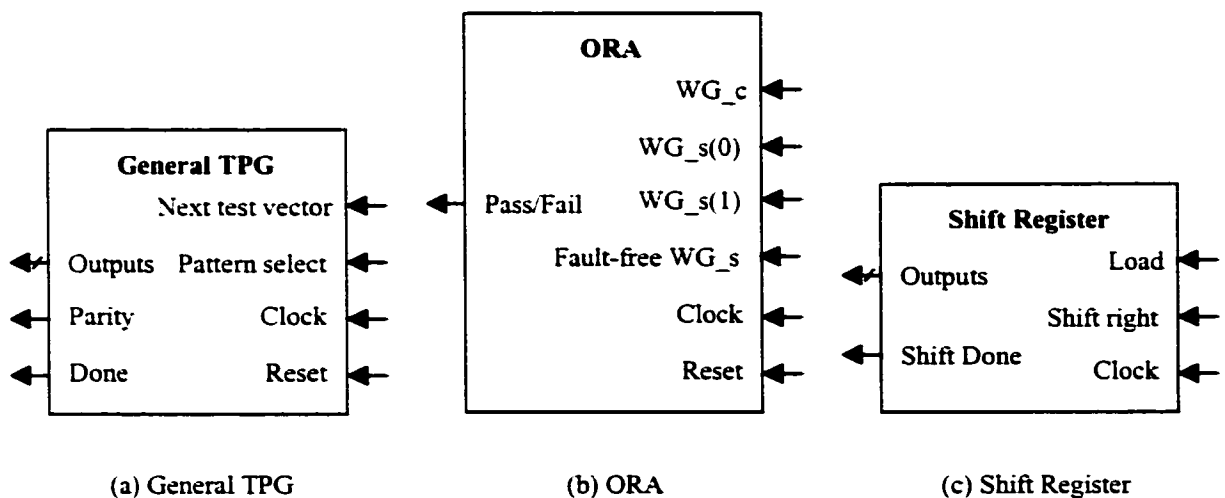 General TPG
Next test vector
Outputs Pattern select
Parity Clock
Done Reset
(a) General TPG
ORA
WG_c
WG_s(0)
Pass/Fail WG_s(1)
Fault-free WG_s
Clock
Reset
(b) ORA
Shift Register
Load
Outputs
Shift right
Shift Done
Clock
(c) Shift Register